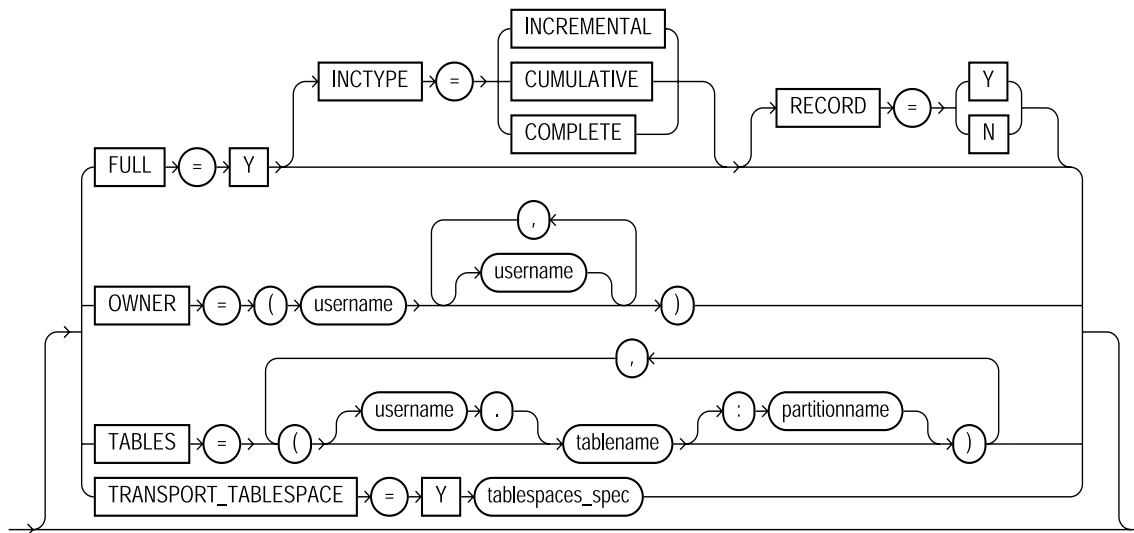 INCREMENTAL
INCTYPE = CUMULATIVE
COMPLETE
RECORD = Y
N
FULL = Y
,
username
OWNER = ( username )
,
username . : partitionname
TABLES = ( tablename )
TRANSPORT_TABLESPACE = Y tablespaces_spec